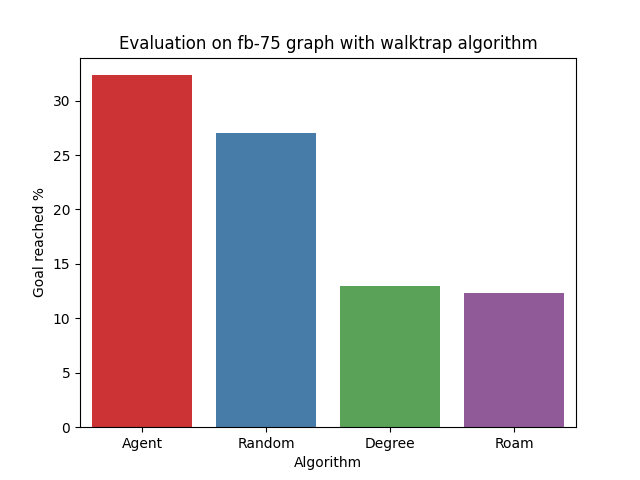 Evaluation on fb-75 graph with walktrap algorithm
Goal reached %
30
25
20
15
10
5
0
Agent Random Degree Roam
Algorithm